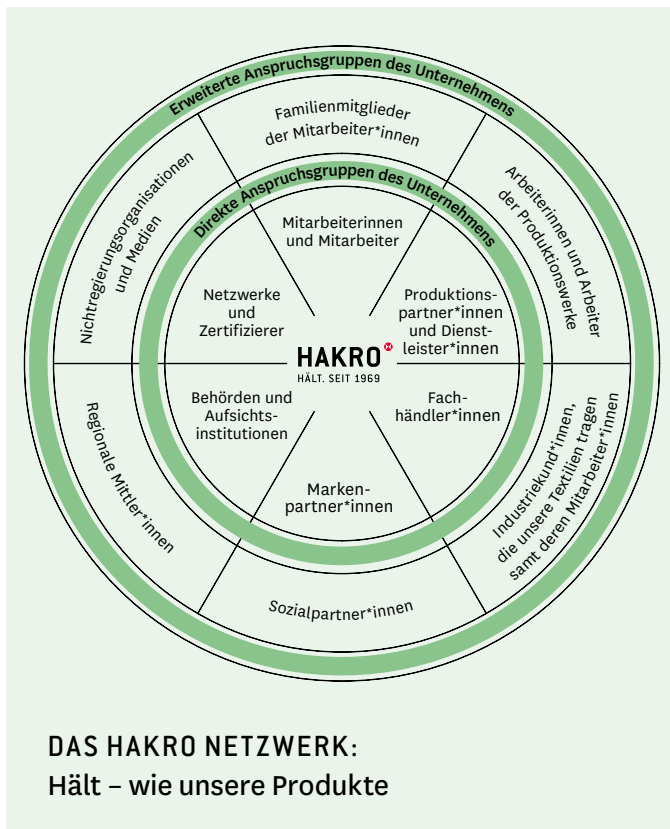 Erweiterte Anspruchsgruppen des Unternehmens
Familienmitglieder
der Mitarbeiter*innen
Arbeiterinnen und Arbeiter
der Produktionswerke
Industriekund*innen,
die unsere Textilien tragen
samt deren Mitarbeiter*innen
Sozialpartner*innen
Regionale Mittler*innen
Nichtregierungsorganisationen
und Medien
Direkte Anspruchsgruppen des Unternehmens
Mitarbeiterinnen
und Mitarbeiter
Produktions-
partner*innen
und Dienst-
leister*innen
Fach-
händler*innen
Marken-
partner*innen
Behörden und
Aufsichts-
institutionen
Netzwerke
und
Zertifizierer
HAKRO
HÄLT. SEIT 1969
DAS HAKRO NETZWERK:
Hält – wie unsere Produkte